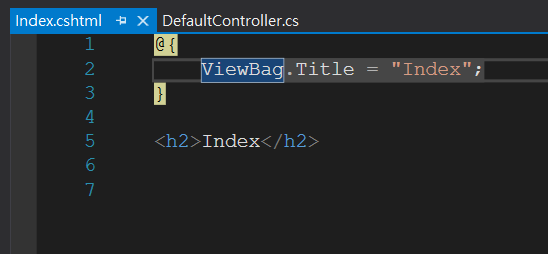 Index.cshtml DefaultController.cs
1 @{
2 ViewBag.Title = "Index";
3 }
4
5 <h2>Index</h2>
6
7